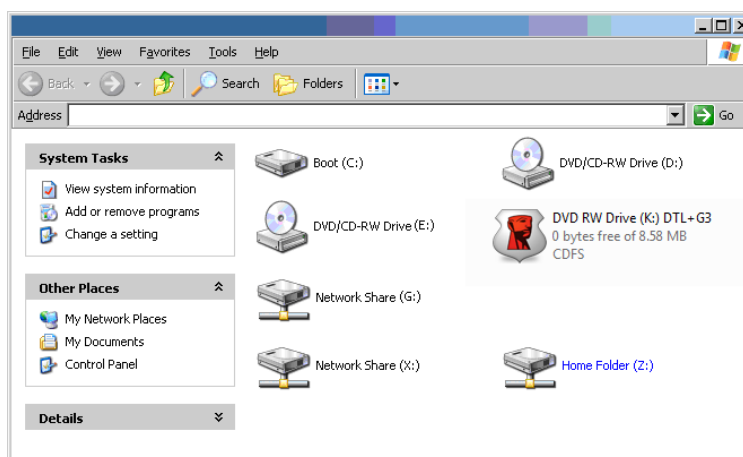 File Edit View Favorites Tools Help
Back Search Folders
Address Go
System Tasks
View system information
Add or remove programs
Change a setting
Other Places
My Network Places
My Documents
Control Panel
Details
Boot (C:)
DVD/CD-RW Drive (D:)
DVD/CD-RW Drive (E:)
DVD RW Drive (K:) DTL+G3
0 bytes free of 8.58 MB
CDFS
Network Share (G:)
Network Share (X:)
Home Folder (Z:)